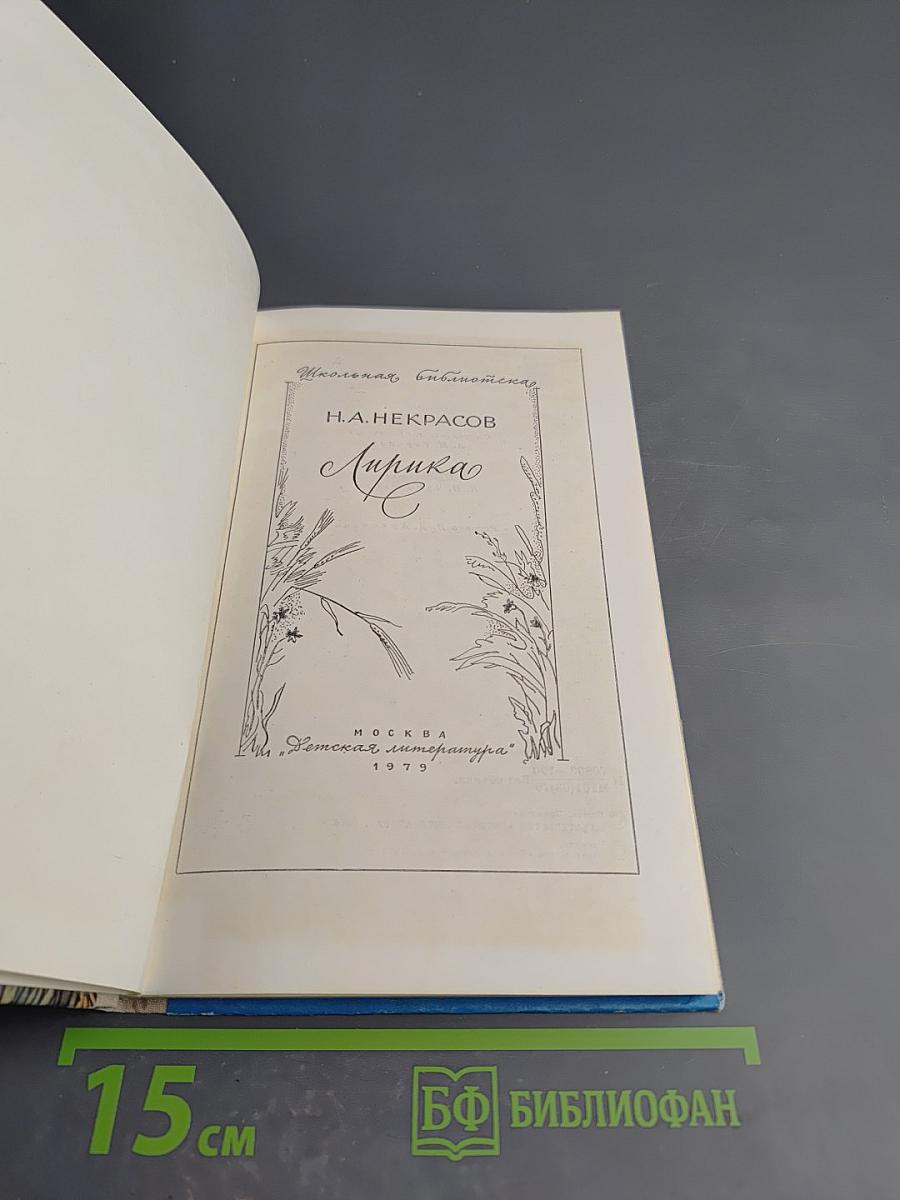 Школьная библиотека
Н.А.НЕКРАСОВ
Лирика
МОСКВА
„Детская литература“
1979
15 см
БФ БИБЛИОФАН